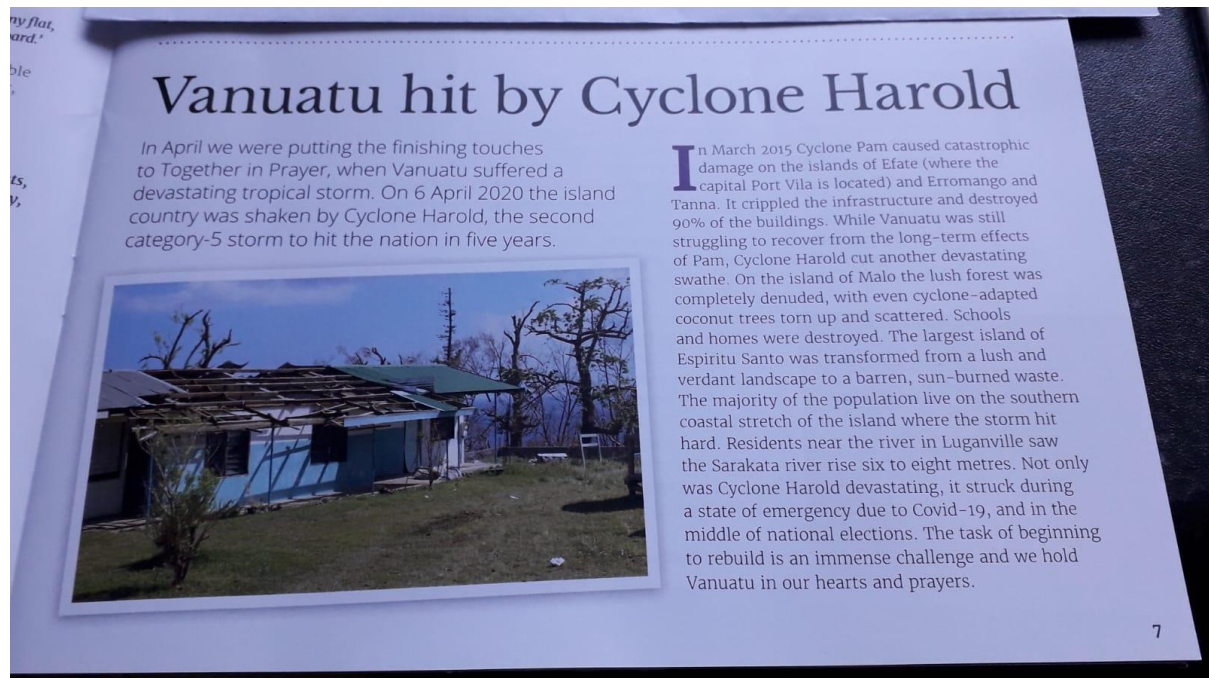 ny flat,
ard.'
ble
ts,
y,
Vanuatu hit by Cyclone Harold
In April we were putting the finishing touches
to Together in Prayer, when Vanuatu suffered a
devastating tropical storm. On 6 April 2020 the island
country was shaken by Cyclone Harold, the second
category-5 storm to hit the nation in five years.
In March 2015 Cyclone Pam caused catastrophic
damage on the islands of Efate (where the
capital Port Vila is located) and Erromango and
Tanna. It crippled the infrastructure and destroyed
90% of the buildings. While Vanuatu was still
struggling to recover from the long-term effects
of Pam, Cyclone Harold cut another devastating
swathe. On the island of Malo the lush forest was
completely denuded, with even cyclone-adapted
coconut trees torn up and scattered. Schools
and homes were destroyed. The largest island of
Espiritu Santo was transformed from a lush and
verdant landscape to a barren, sun-burned waste.
The majority of the population live on the southern
coastal stretch of the island where the storm hit
hard. Residents near the river in Luganville saw
the Sarakata river rise six to eight metres. Not only
was Cyclone Harold devastating, it struck during
a state of emergency due to Covid-19, and in the
middle of national elections. The task of beginning
to rebuild is an immense challenge and we hold
Vanuatu in our hearts and prayers.
7